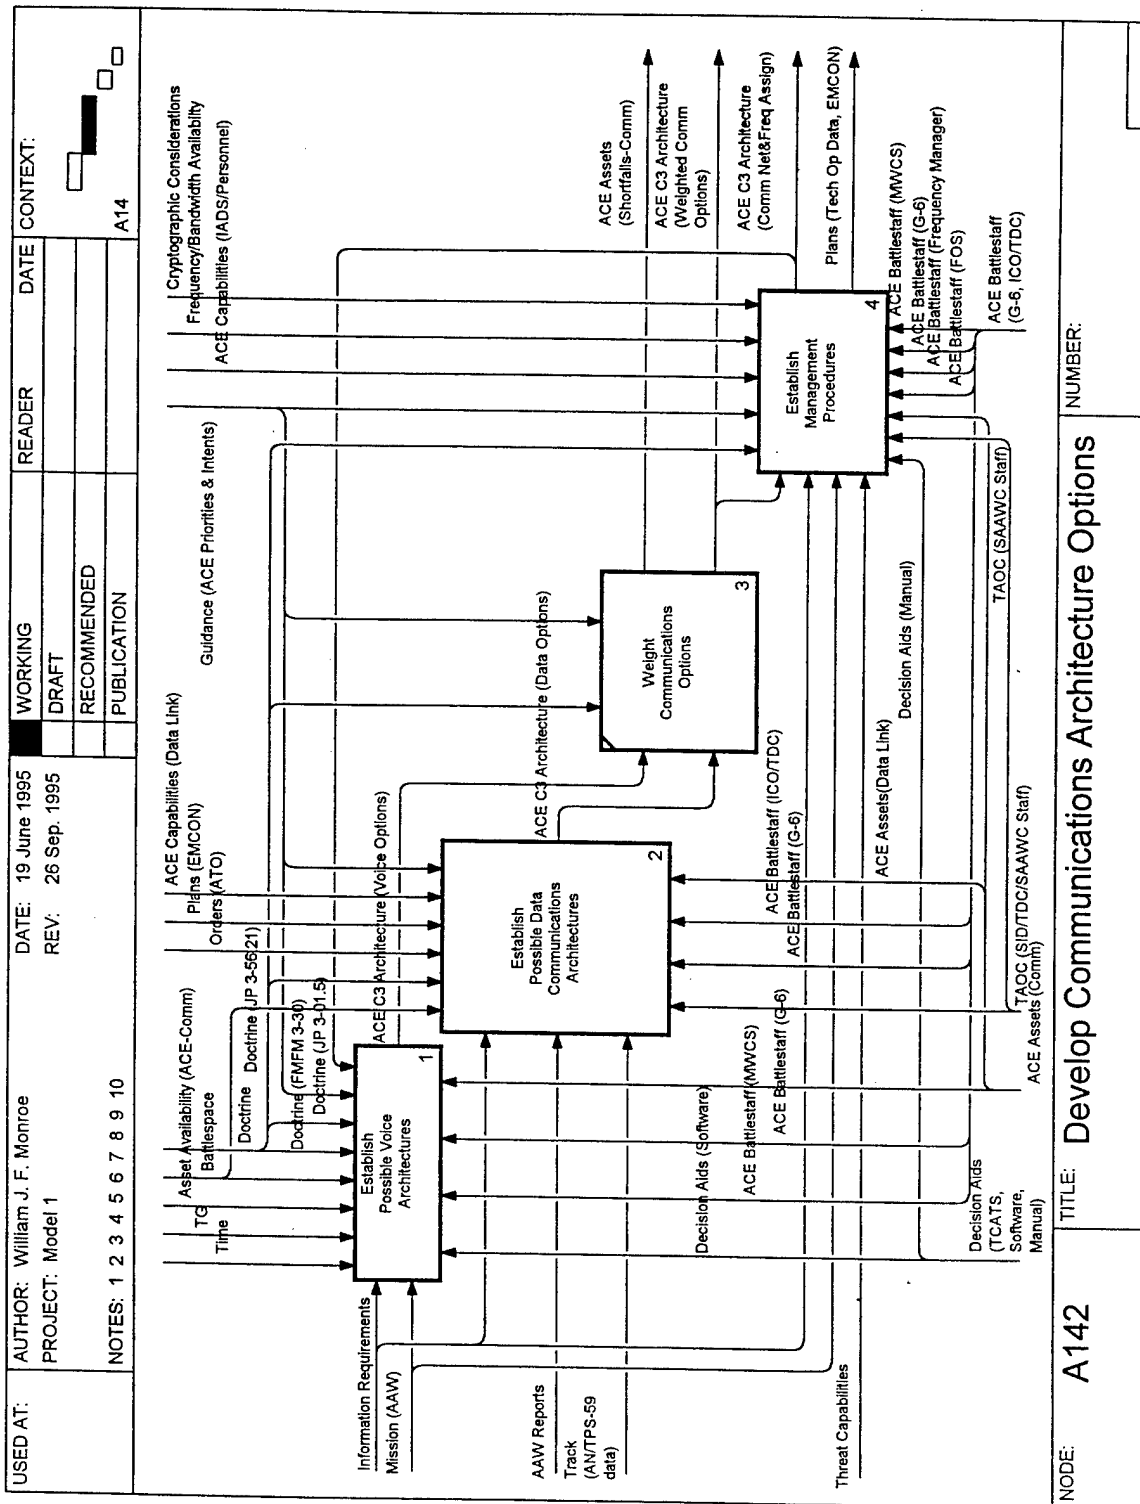 USED AT:
AUTHOR: William J. F. Monroe
PROJECT: Model 1
NOTES: 1 2 3 4 5 6 7 8 9 10
DATE: 19 June 1995
REV: 26 Sep. 1995
WORKING
DRAFT
RECOMMENDED
PUBLICATION
READER
DATE
CONTEXT:
A14
Time
TG
Asset Availability (ACE-Comm)
Battlespace
Doctrine
Doctrine (JP 3-56.21)
Doctrine (FMFM 3-30)
Doctrine (JP 3-01.5)
ACE Capabilities (Data Link)
Plans (EMCON)
Orders (ATO)
Guidance (ACE Priorities & Intents)
Cryptographic Considerations
Frequency/Bandwidth Availabilty
ACE Capabilities (IADS/Personnel)
Information Requirements
Mission (AAW)
AAW Reports
Track
(AN/TPS-59
data)
Threat Capabilities
Establish
Possible Voice
Architectures
1
ACE C3 Architecture (Voice Options)
Establish
Possible Data
Communications
Architectures
2
ACE C3 Architecture (Data Options)
Weight
Communications
Options
3
Establish
Management
Procedures
4
ACE Assets
(Shortfalls-Comm)
ACE C3 Architecture
(Weighted Comm
Options)
ACE C3 Architecture
(Comm Net&Freq Assign)
Plans (Tech Op Data, EMCON)
Decision Aids (Software)
ACE Battlestaff (MWCS)
ACE Battlestaff (G-6)
ACE Battlestaff (ICO/TDC)
ACE Battlestaff (G-6)
ACE Assets(Data Link)
Decision Aids (Manual)
TAOC (SAAWC Staff)
ACE Battlestaff (MWCS)
ACE Battlestaff (G-6)
ACE Battlestaff (Frequency Manager)
ACE Battlestaff (FOS)
ACE Battlestaff
(G-6, ICO/TDC)
Decision Aids
(TCATS,
Software,
Manual)
TAOC (SID/TDC/SAAWC Staff)
ACE Assets (Comm)
NODE:
A142
TITLE:
Develop Communications Architecture Options
NUMBER: